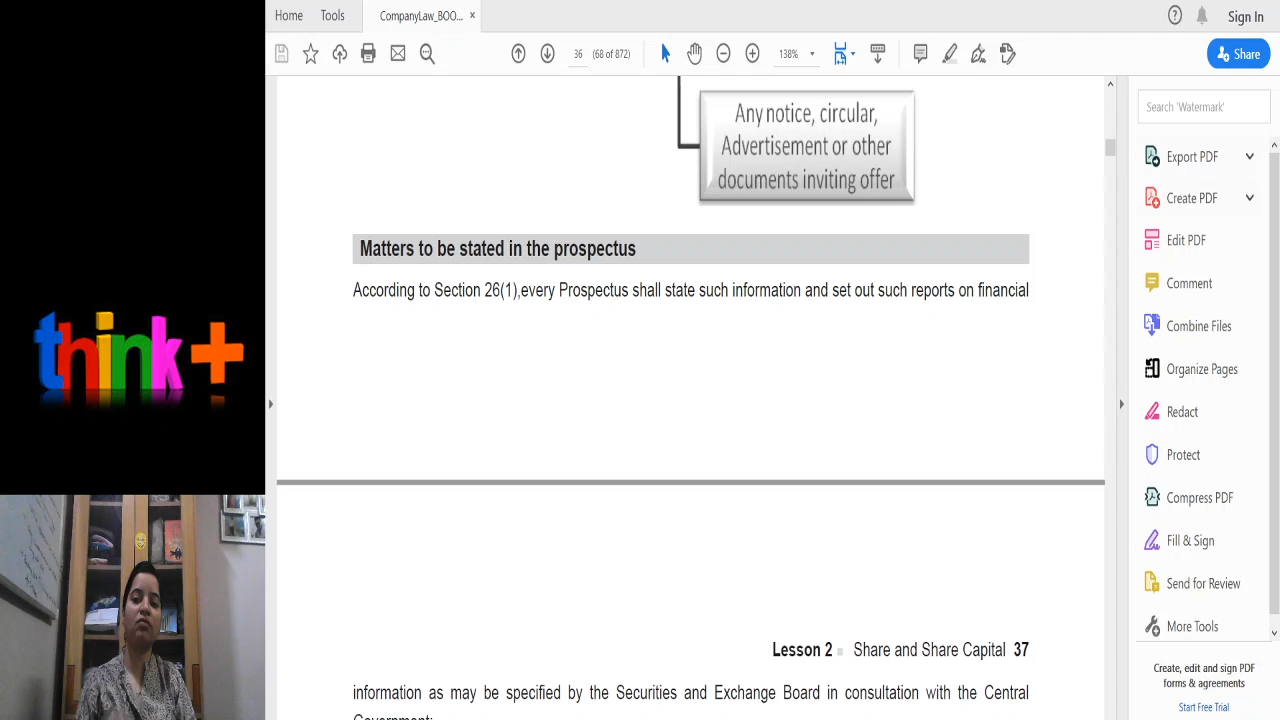 Home
Tools
CompanyLaw_BOO... ×
Sign In
36 (68 of 872)
138%
Share
Any notice, circular,
Advertisement or other
documents inviting offer
Matters to be stated in the prospectus
According to Section 26(1),every Prospectus shall state such information and set out such reports on financial
Lesson 2 Share and Share Capital 37
information as may be specified by the Securities and Exchange Board in consultation with the Central
Government:
Search 'Watermark'
Export PDF
Create PDF
Edit PDF
Comment
Combine Files
Organize Pages
Redact
Protect
Compress PDF
Fill & Sign
Send for Review
More Tools
Create, edit and sign PDF
forms & agreements
Start Free Trial
think+